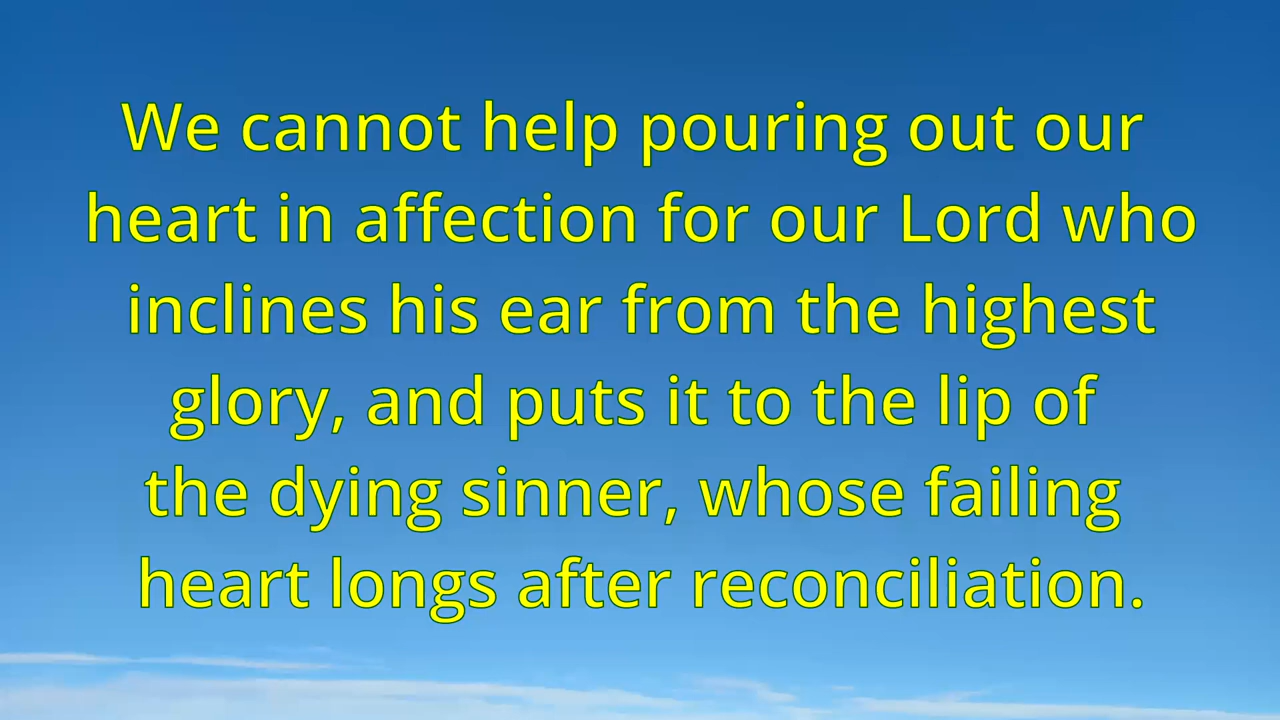 We cannot help pouring out our
heart in affection for our Lord who
inclines his ear from the highest
glory, and puts it to the lip of
the dying sinner, whose failing
heart longs after reconciliation.